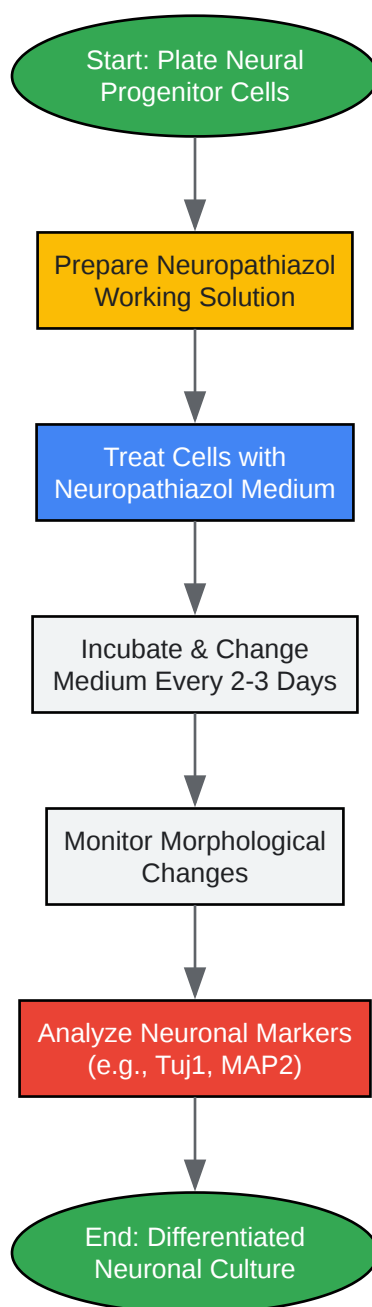 Start: Plate Neural
Progenitor Cells
Prepare Neuropathiazol
Working Solution
Treat Cells with
Neuropathiazol Medium
Incubate & Change
Medium Every 2-3 Days
Monitor Morphological
Changes
Analyze Neuronal Markers
(e.g., Tuj1, MAP2)
End: Differentiated
Neuronal Culture